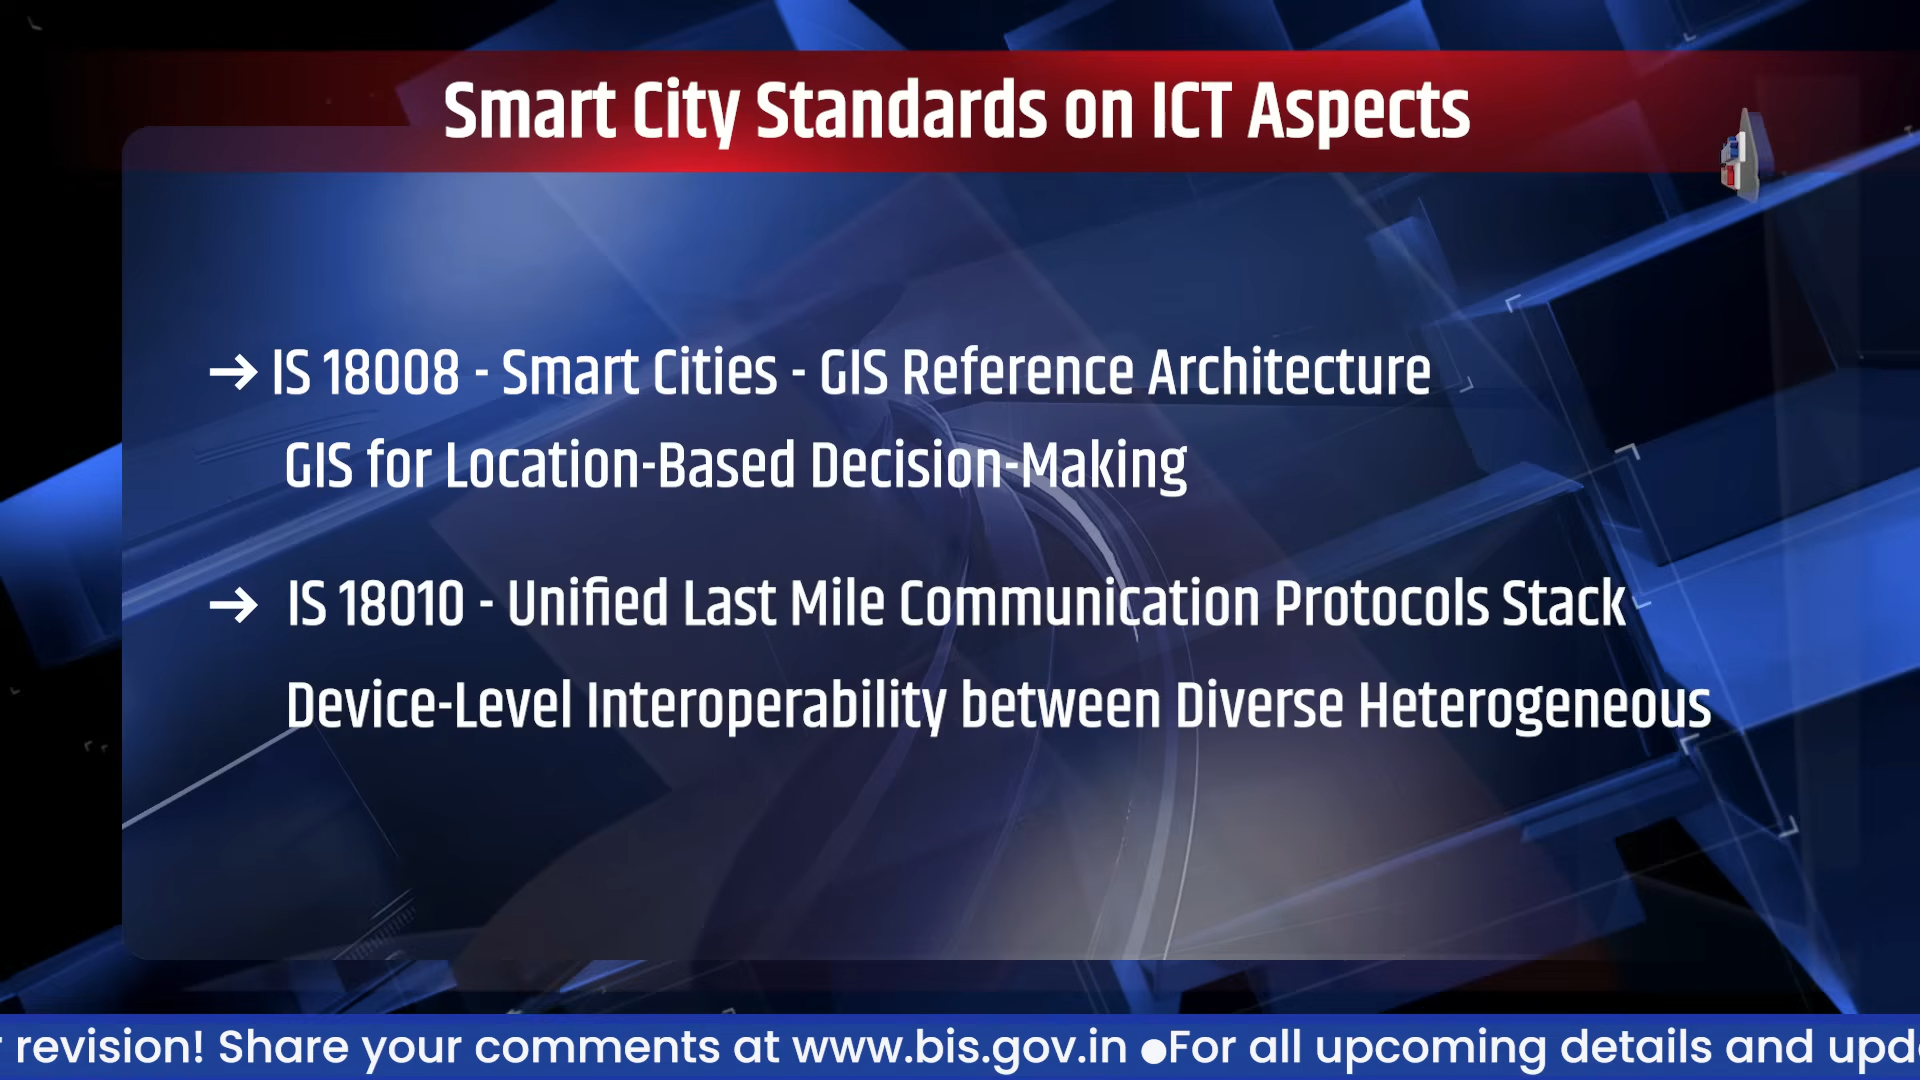 Smart City Standards on ICT Aspects
→ IS 18008 - Smart Cities - GIS Reference Architecture
GIS for Location-Based Decision-Making
→ IS 18010 - Unified Last Mile Communication Protocols Stack
Device-Level Interoperability between Diverse Heterogeneous
revision! Share your comments at www.bis.gov.in ●For all upcoming details and